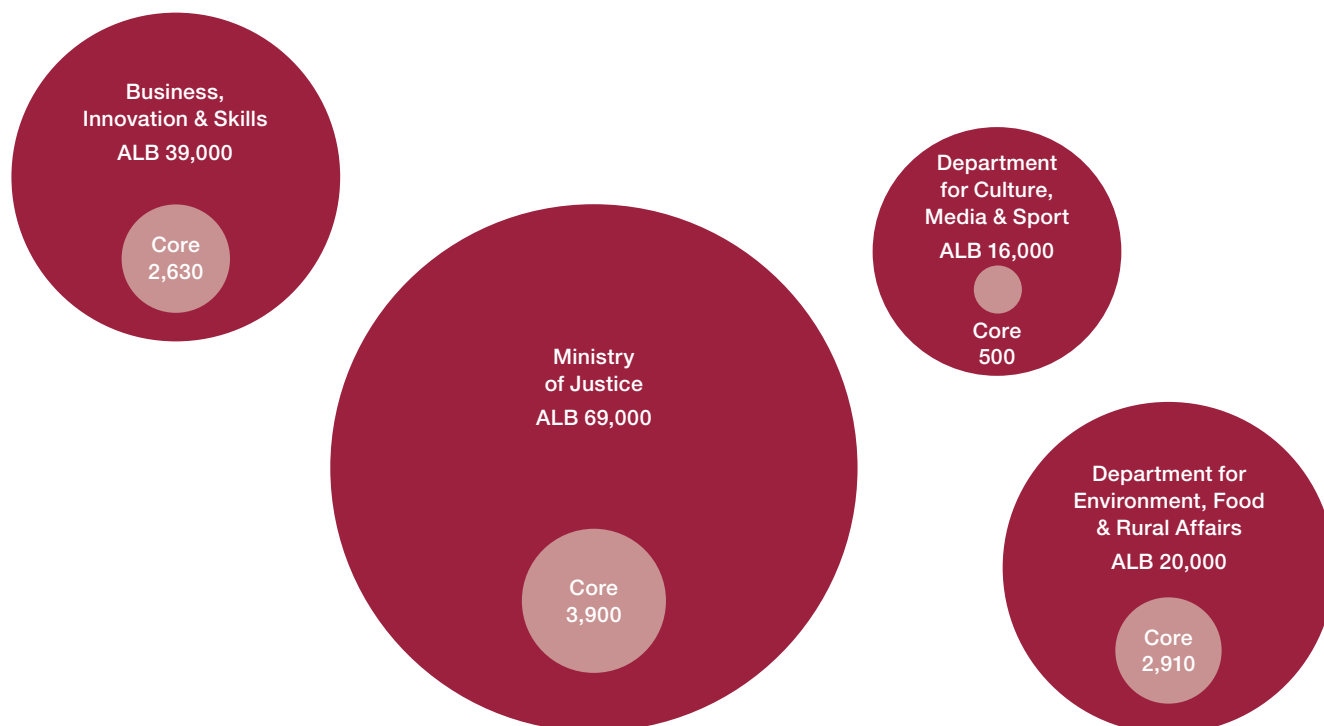 Business,
Innovation & Skills
ALB 39,000
Core
2,630
Ministry
of Justice
ALB 69,000
Core
3,900
Department
for Culture,
Media & Sport
ALB 16,000
Core
500
Department for
Environment, Food
& Rural Affairs
ALB 20,000
Core
2,910